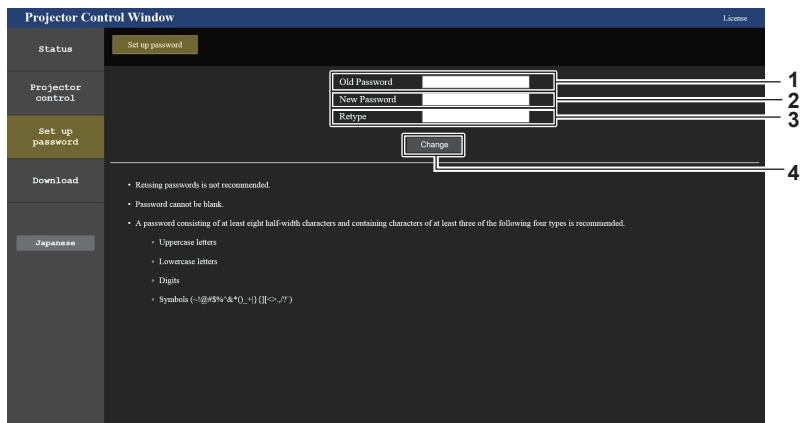 Projector Control Window
License
Status
Set up password
Projector
control
Set up
password
Download
Japanese
Old Password
1
New Password
2
Retype
3
Change
4
• Reusing passwords is not recommended.
• Password cannot be blank.
• A password consisting of at least eight half-width characters and containing characters of at least three of the following four types is recommended.
Uppercase letters
Lowercase letters
Digits
Symbols (~!@#$%^&*()_+|}{][<>.,/?`)